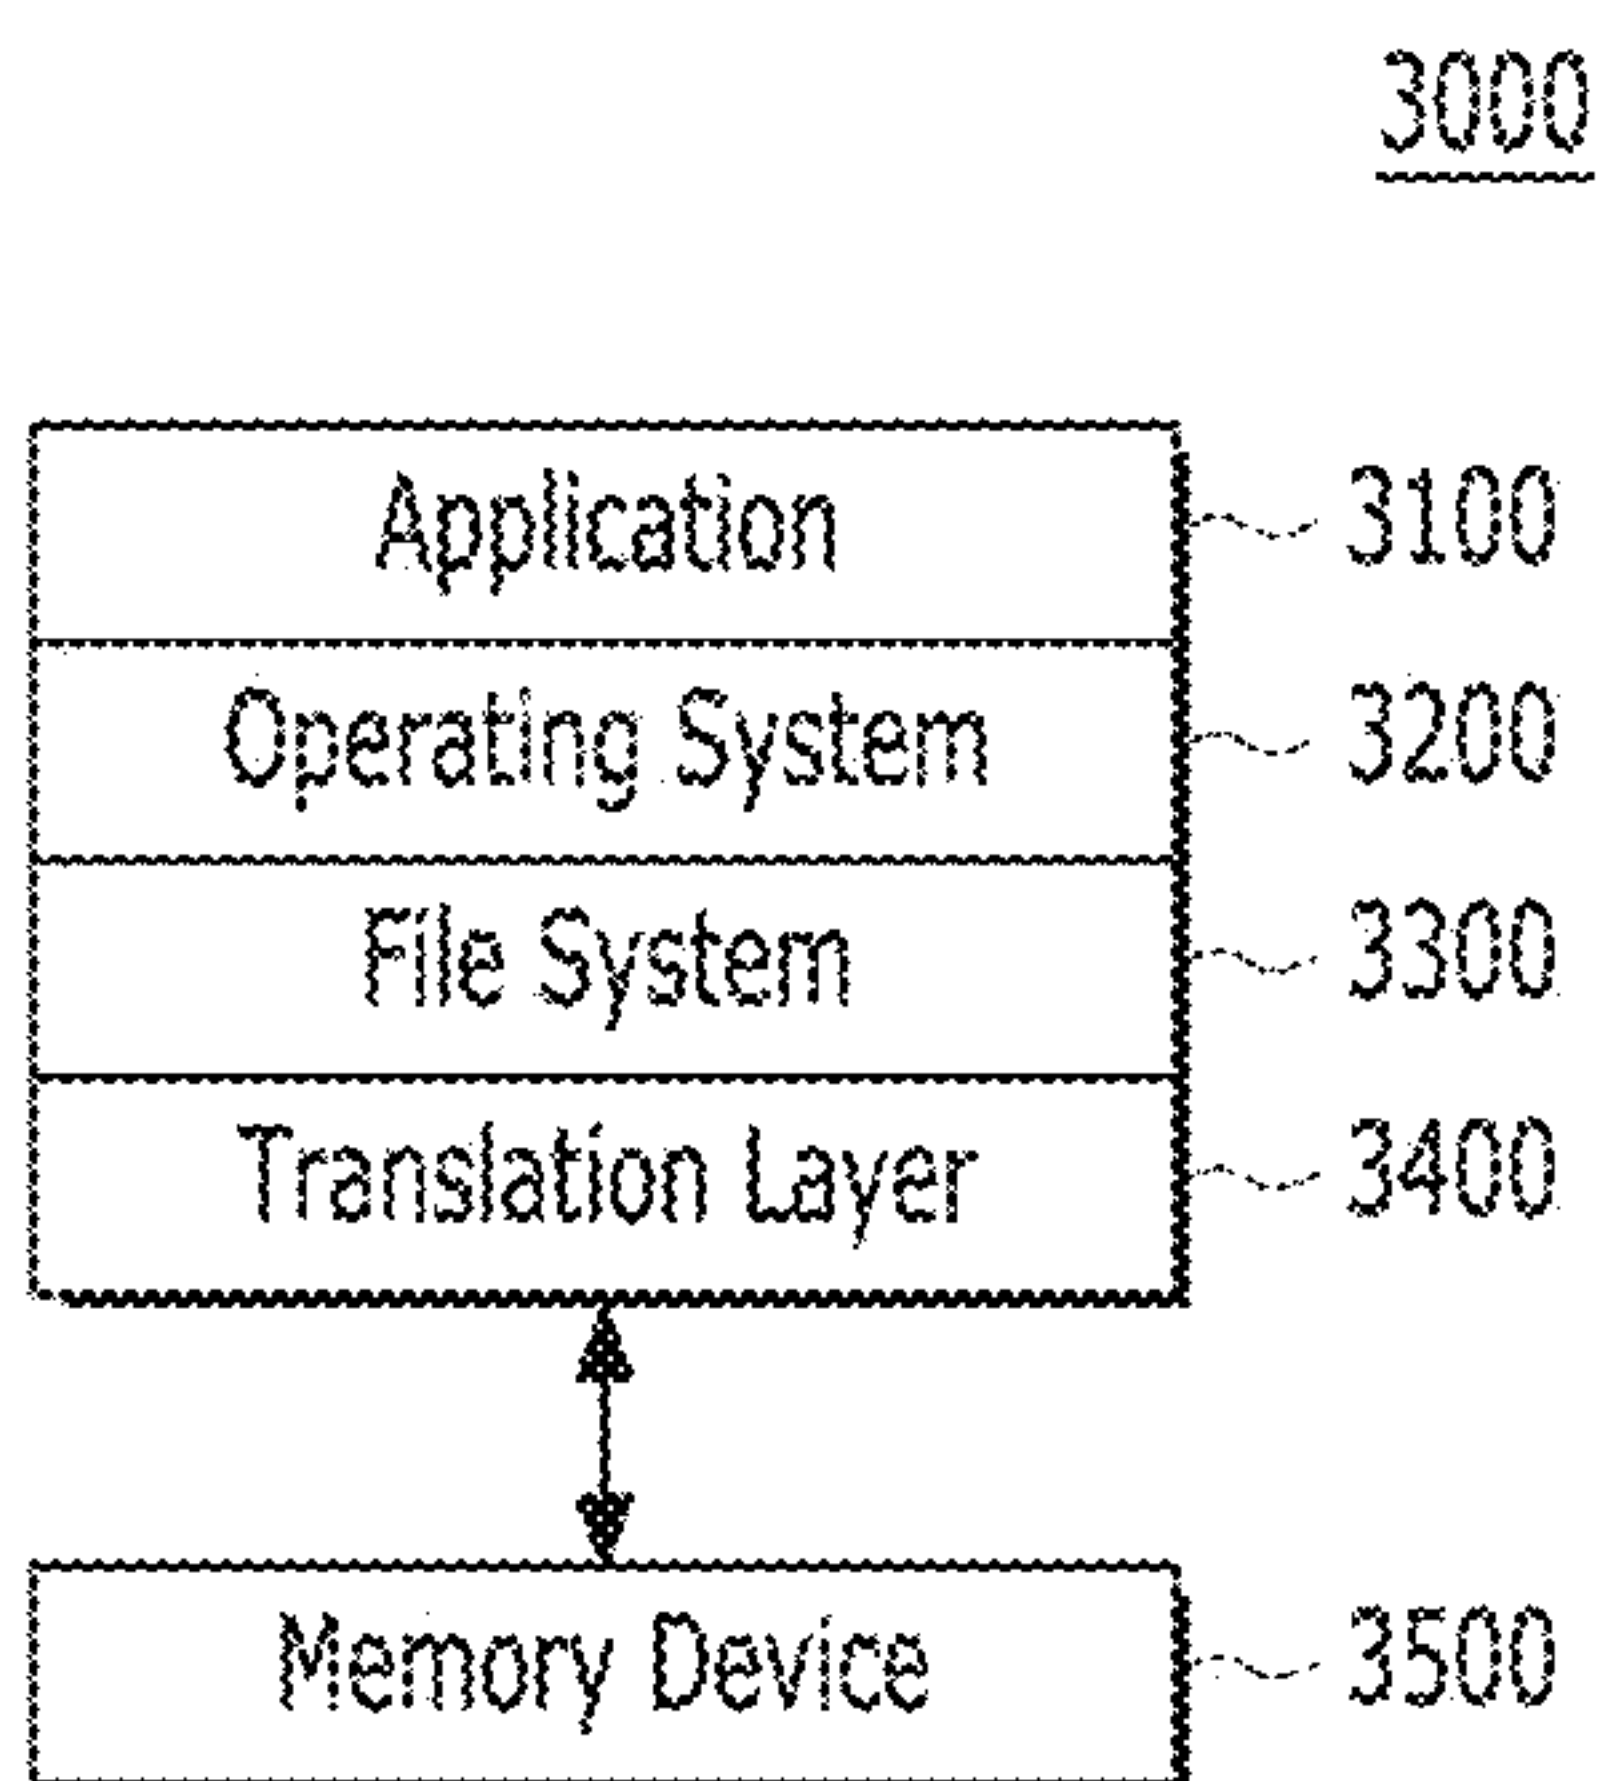 3000
Application 3100
Operating System 3200
File System 3300
Translation Layer 3400
Memory Device 3500